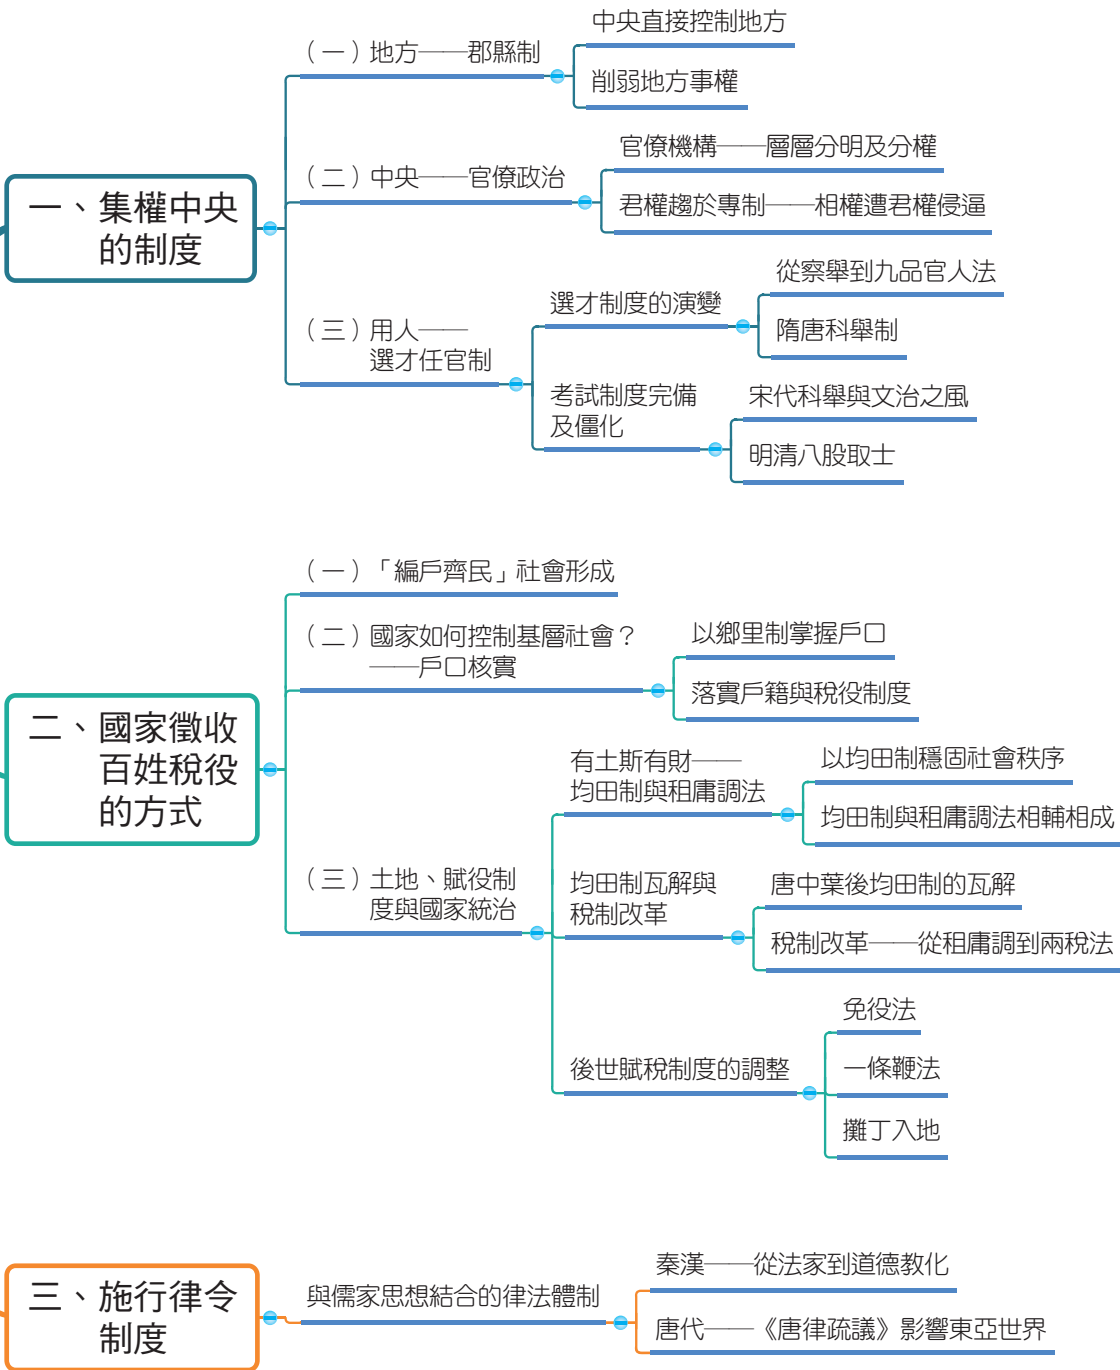 一、集權中央
的制度
（一）地方——郡縣制
中央直接控制地方
削弱地方事權
（二）中央——官僚政治
官僚機構——層層分明及分權
君權趨於專制——相權遭君權侵逼
（三）用人——
選才任官制
選才制度的演變
從察舉到九品官人法
隋唐科舉制
考試制度完備
及僵化
宋代科舉與文治之風
明清八股取士
二、國家徵收
百姓稅役
的方式
（一）「編戶齊民」社會形成
（二）國家如何控制基層社會？
——戶口核實
以鄉里制掌握戶口
落實戶籍與稅役制度
（三）土地、賦役制
度與國家統治
有土斯有財——
均田制與租庸調法
以均田制穩固社會秩序
均田制與租庸調法相輔相成
均田制瓦解與
稅制改革
唐中葉後均田制的瓦解
稅制改革——從租庸調到兩稅法
後世賦稅制度的調整
免役法
一條鞭法
攤丁入地
三、施行律令
制度
與儒家思想結合的律法體制
秦漢——從法家到道德教化
唐代——《唐律疏議》影響東亞世界